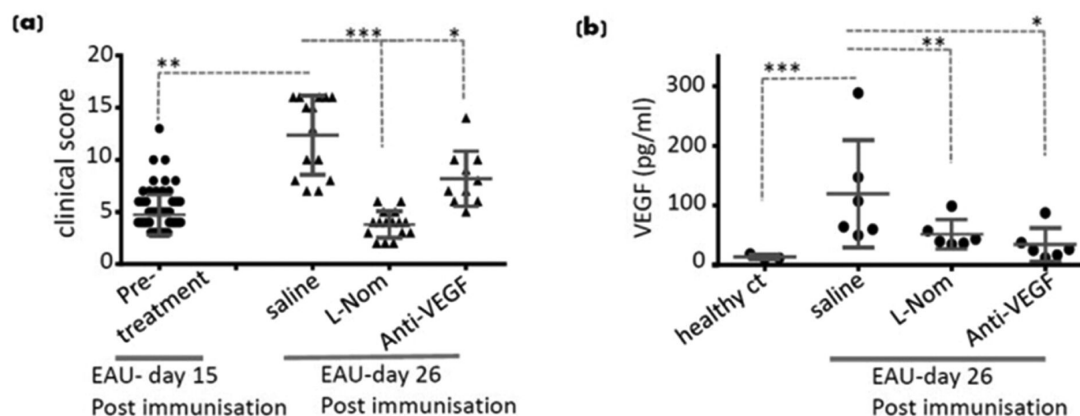 (a)
clinical score
20
15
10
5
0
**
***
*
Pre-
treatment
saline
L-Nom
Anti-VEGF
EAU- day 15
Post immunisation
EAU-day 26
Post immunisation
(b)
VEGF (pg/ml)
300
200
100
0
***
**
*
healthy ct
saline
L-Nom
Anti-VEGF
EAU-day 26
Post immunisation